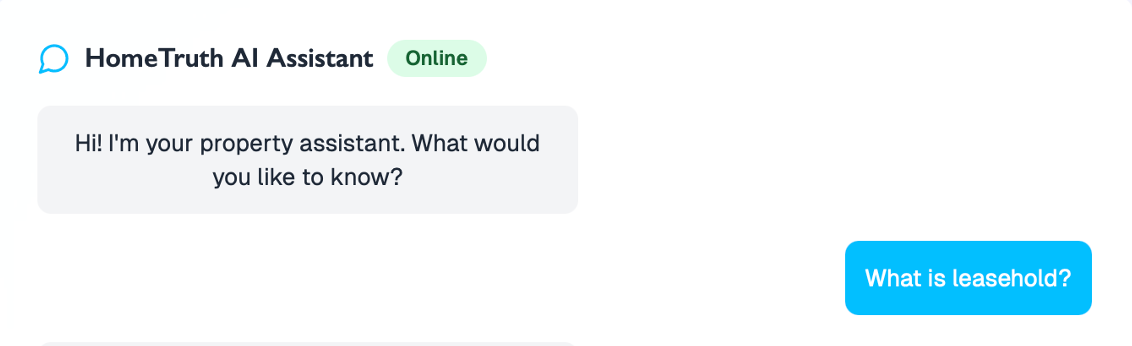 HomeTruth AI Assistant Online
Hi! I'm your property assistant. What would
you like to know?
What is leasehold?